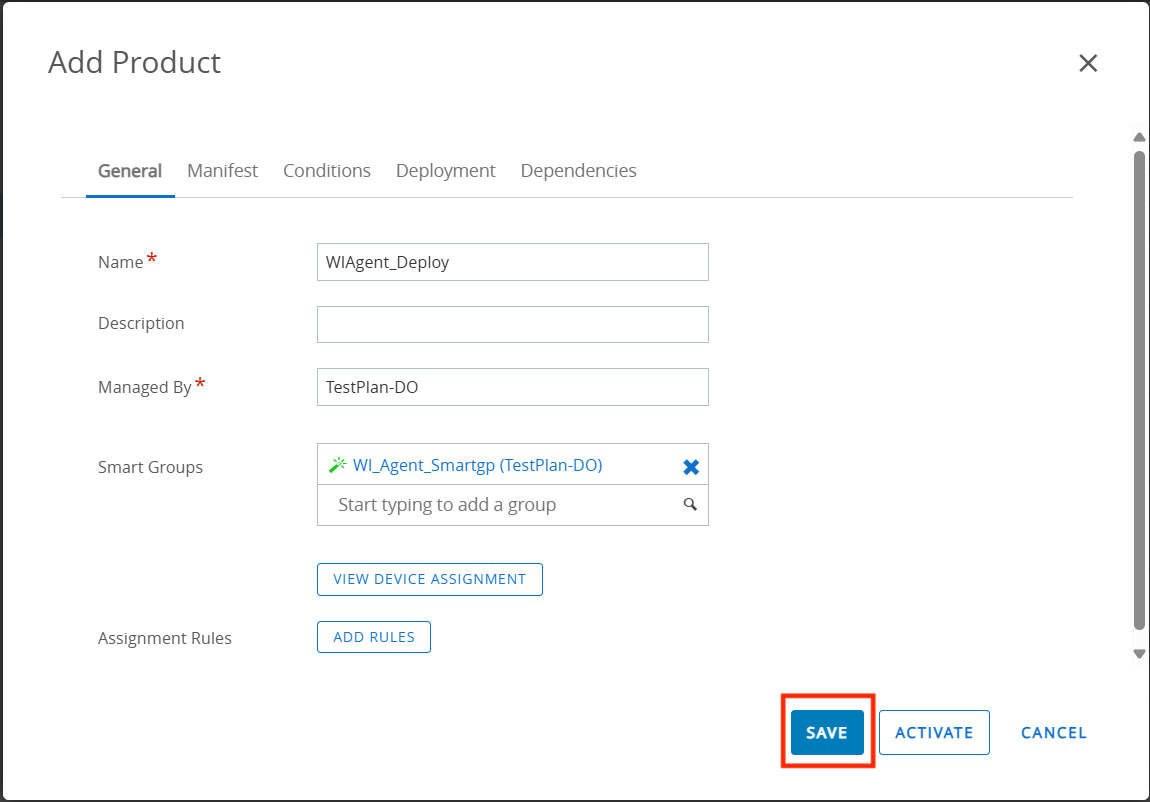 Add Product
General Manifest Conditions Deployment Dependencies
Name * WIAgent_Deploy
Description
Managed By * TestPlan-DO
Smart Groups WI_Agent_Smartgp (TestPlan-DO)
Start typing to add a group
VIEW DEVICE ASSIGNMENT
Assignment Rules ADD RULES
SAVE ACTIVATE CANCEL